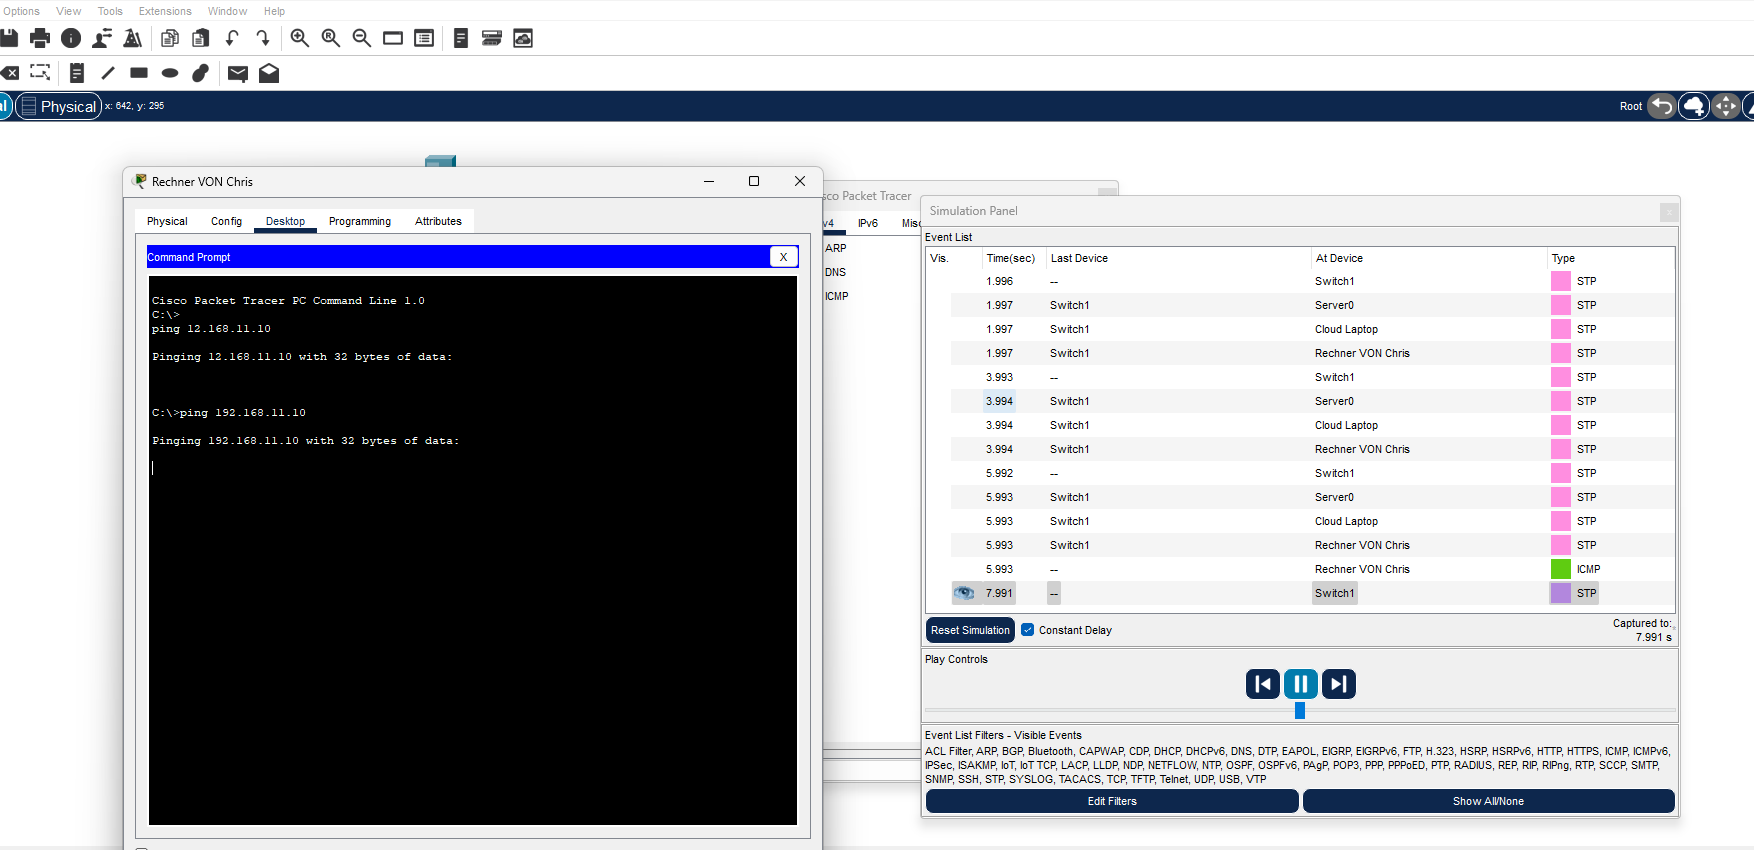 Options View Tools Extensions Window Help
Physical x: 642, y: 295
Root
Rechner VON Chris
Physical Config Desktop Programming Attributes
Command Prompt
X
Cisco Packet Tracer PC Command Line 1.0
C:\>
ping 12.168.11.10
Pinging 12.168.11.10 with 32 bytes of data:
C:\>ping 192.168.11.10
Pinging 192.168.11.10 with 32 bytes of data:
sco Packet Tracer
v4 IPv6 Misc
ARP
DNS
ICMP
Simulation Panel
Event List
Vis. Time(sec) Last Device At Device Type
1.996 -- Switch1 STP
1.997 Switch1 Server0 STP
1.997 Switch1 Cloud Laptop STP
1.997 Switch1 Rechner VON Chris STP
3.993 -- Switch1 STP
3.994 Switch1 Server0 STP
3.994 Switch1 Cloud Laptop STP
3.994 Switch1 Rechner VON Chris STP
5.992 -- Switch1 STP
5.993 Switch1 Server0 STP
5.993 Switch1 Cloud Laptop STP
5.993 Switch1 Rechner VON Chris STP
5.993 -- Rechner VON Chris ICMP
7.991 -- Switch1 STP
Reset Simulation Constant Delay
Captured to:
7.991 s
Play Controls
Event List Filters - Visible Events
ACL Filter, ARP, BGP, Bluetooth, CAPWAP, CDP, DHCP, DHCPv6, DNS, DTP, EAPOL, EIGRP, EIGRPv6, FTP, H.323, HSRP, HSRPv6, HTTP, HTTPS, ICMP, ICMPv6,
IPSec, ISAKMP, IoT, IoT TCP, LACP, LLDP, NDP, NETFLOW, NTP, OSPF, OSPFv6, PAgP, POP3, PPP, PPPoED, PTP, RADIUS, REP, RIP, RIPng, RTP, SCCP, SMTP,
SNMP, SSH, STP, SYSLOG, TACACS, TCP, TFTP, Telnet, UDP, USB, VTP
Edit Filters Show All/None